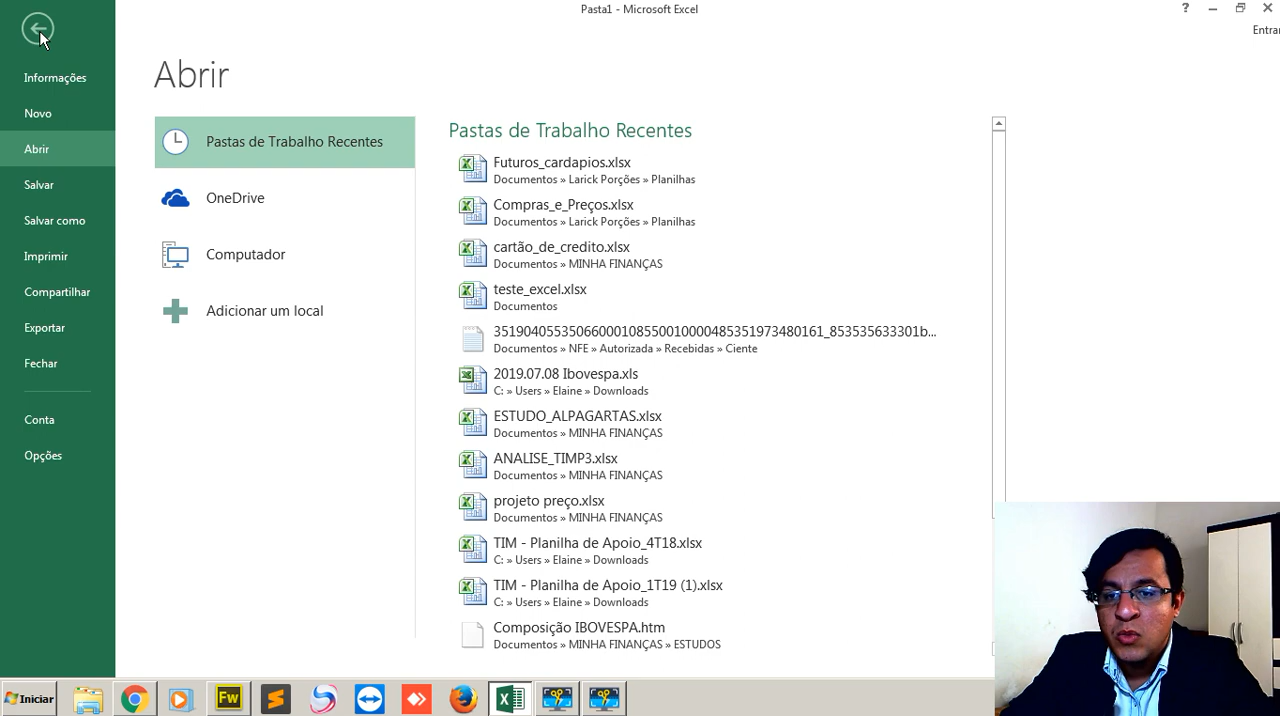 Pasta1 - Microsoft Excel
?
Entrar
Informações
Novo
Abrir
Salvar
Salvar como
Imprimir
Compartilhar
Exportar
Fechar
Conta
Opções
Abrir
Pastas de Trabalho Recentes
OneDrive
Computador
Adicionar um local
Pastas de Trabalho Recentes
Futuros_cardapios.xlsx
Documentos » Larick Porções » Planilhas
Compras_e_Preços.xlsx
Documentos » Larick Porções » Planilhas
cartão_de_credito.xlsx
Documentos » MINHA FINANÇAS
teste_excel.xlsx
Documentos
35190405535066000108550010000485351973480161_853535633301b...
Documentos » NFE » Autorizada » Recebidas » Ciente
2019.07.08 Ibovespa.xls
C: » Users » Elaine » Downloads
ESTUDO_ALPAGARTAS.xlsx
Documentos » MINHA FINANÇAS
ANALISE_TIMP3.xlsx
Documentos » MINHA FINANÇAS
projeto preço.xlsx
Documentos » MINHA FINANÇAS
TIM - Planilha de Apoio_4T18.xlsx
C: » Users » Elaine » Downloads
TIM - Planilha de Apoio_1T19 (1).xlsx
C: » Users » Elaine » Downloads
Composição IBOVESPA.htm
Documentos » MINHA FINANÇAS » ESTUDOS
Iniciar
Fw